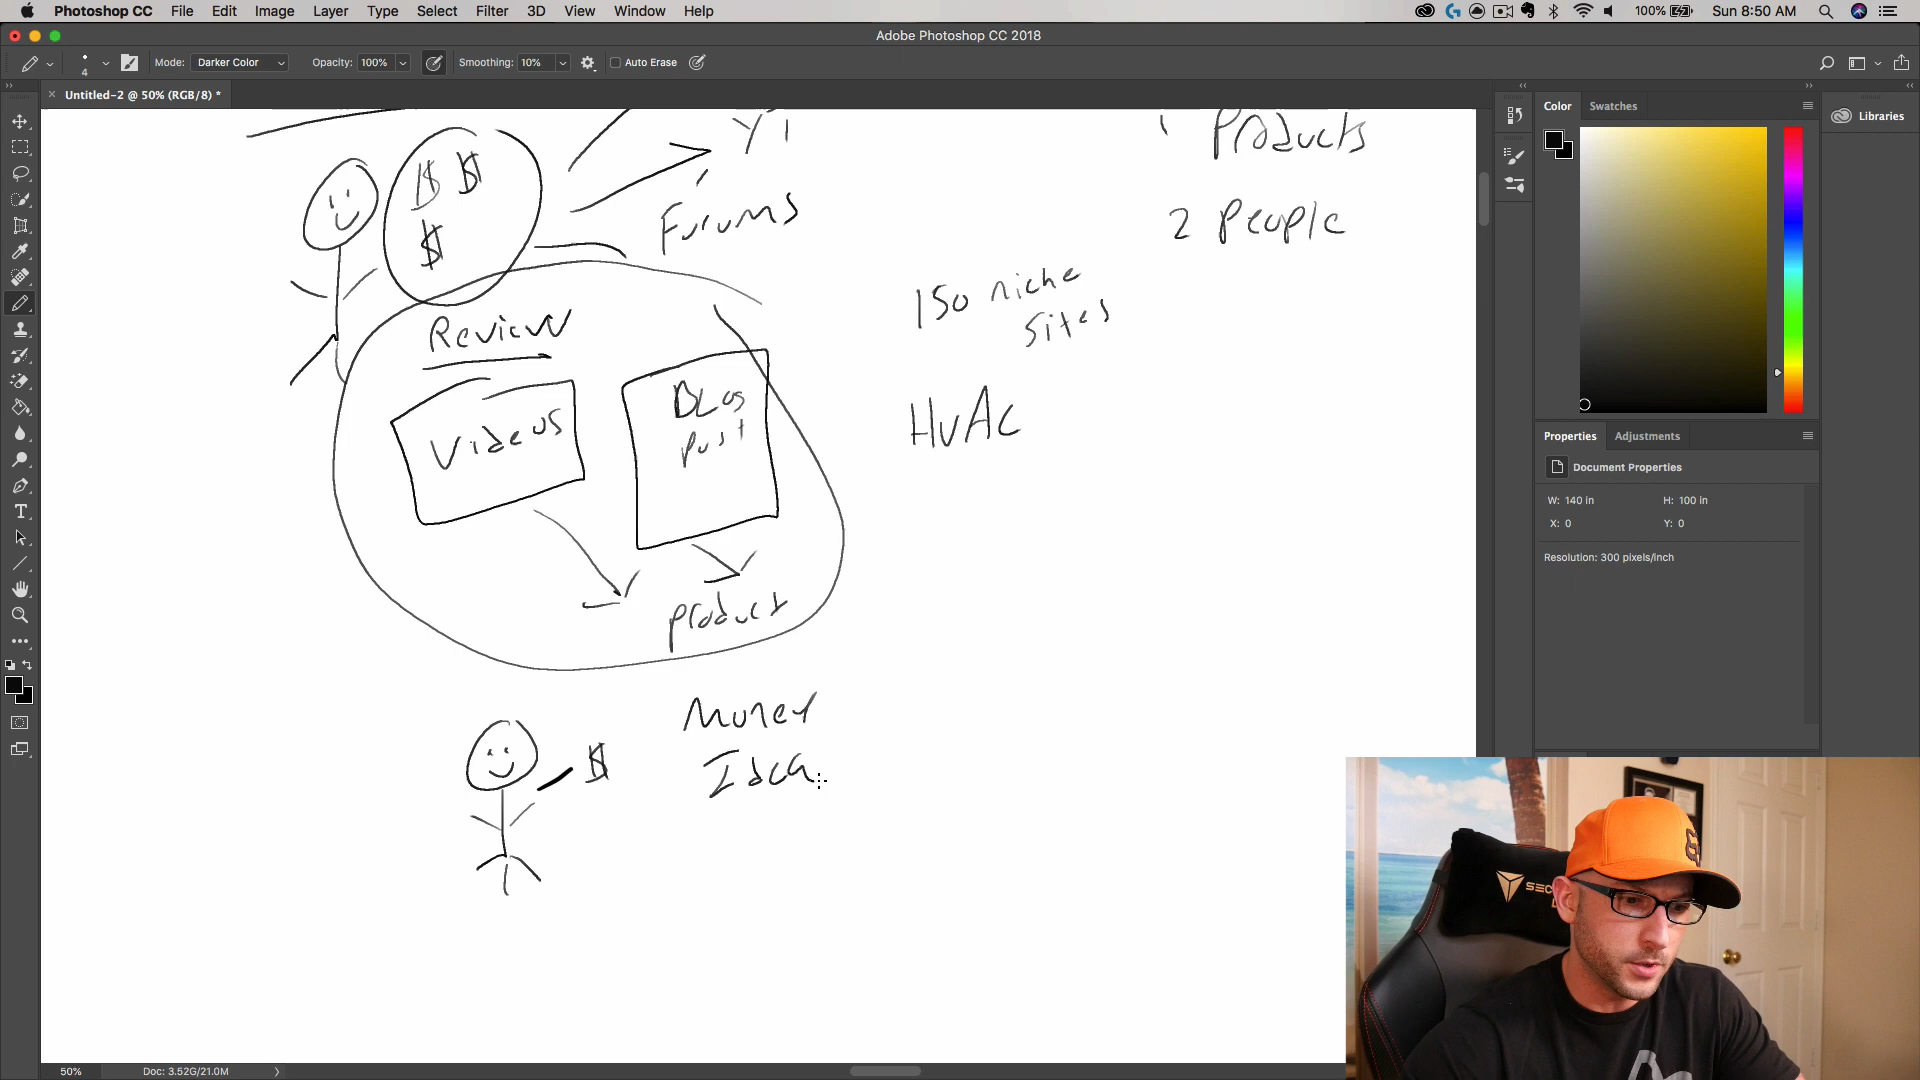 Photoshop CC File Edit Image Layer Type Select Filter 3D View Window Help 100% Sun 8:50 AM
Adobe Photoshop CC 2018
4 Mode: Darker Color Opacity: 100% Smoothing: 10% Auto Erase
Untitled-2 @ 50% (RGB/8) *
Color Swatches
Libraries
YT
1 Products
$ $
$
Forums
2 People
150 niche
Sites
Review
Videos
BLog
Post
HVAC
product
Money
Idea
$
Properties Adjustments
Document Properties
W: 140 in H: 100 in
X: 0 Y: 0
Resolution: 300 pixels/inch
50% Doc: 3.52G/21.0M